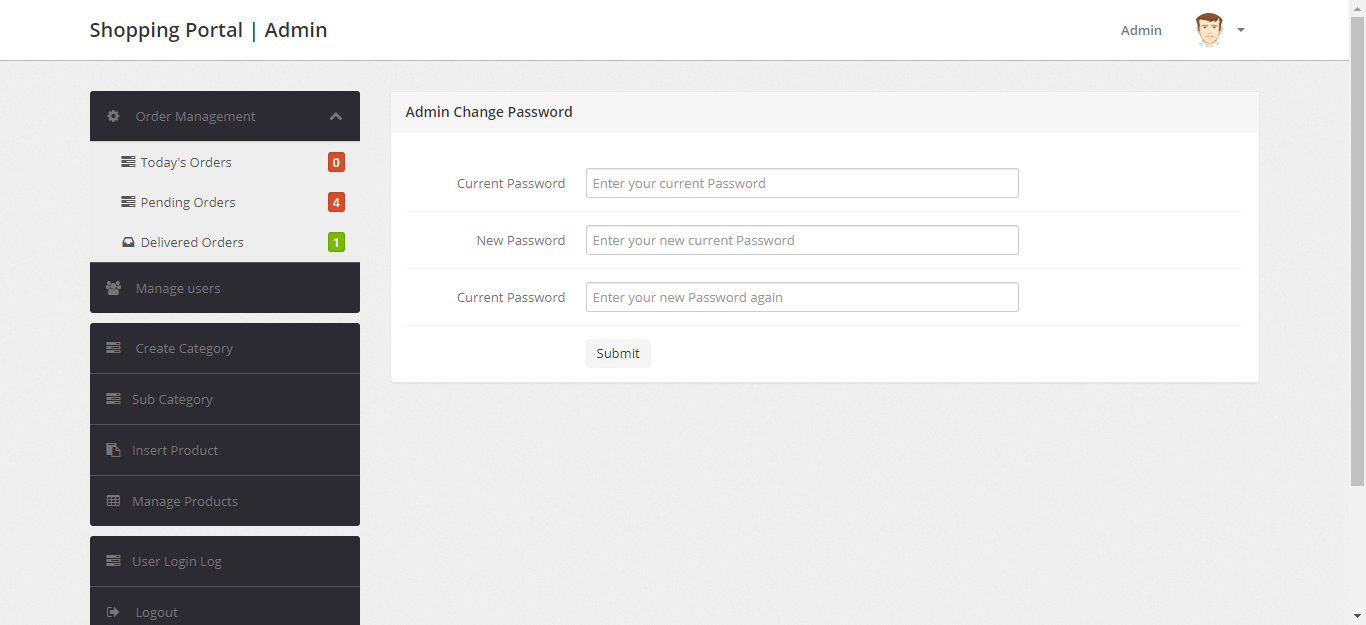 Shopping Portal | Admin
Admin
Order Management
Today's Orders 0
Pending Orders 4
Delivered Orders 1
Manage users
Create Category
Sub Category
Insert Product
Manage Products
User Login Log
Logout
Admin Change Password
Current Password Enter your current Password
New Password Enter your new current Password
Current Password Enter your new Password again
Submit